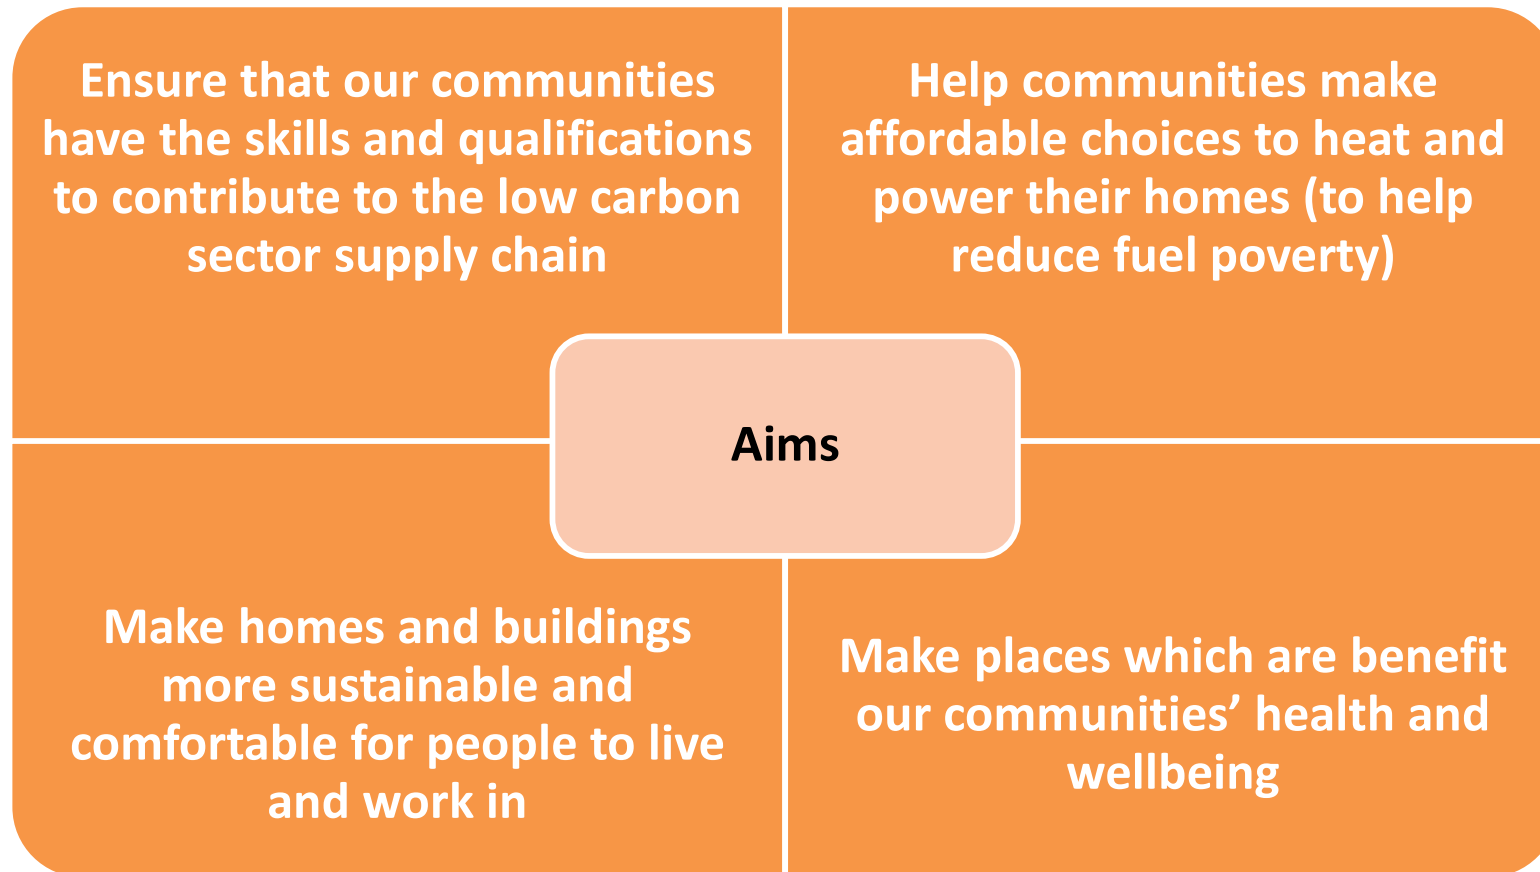 Ensure that our communities
have the skills and qualifications
to contribute to the low carbon
sector supply chain
Help communities make
affordable choices to heat and
power their homes (to help
reduce fuel poverty)
Aims
Make homes and buildings
more sustainable and
comfortable for people to live
and work in
Make places which are benefit
our communities’ health and
wellbeing